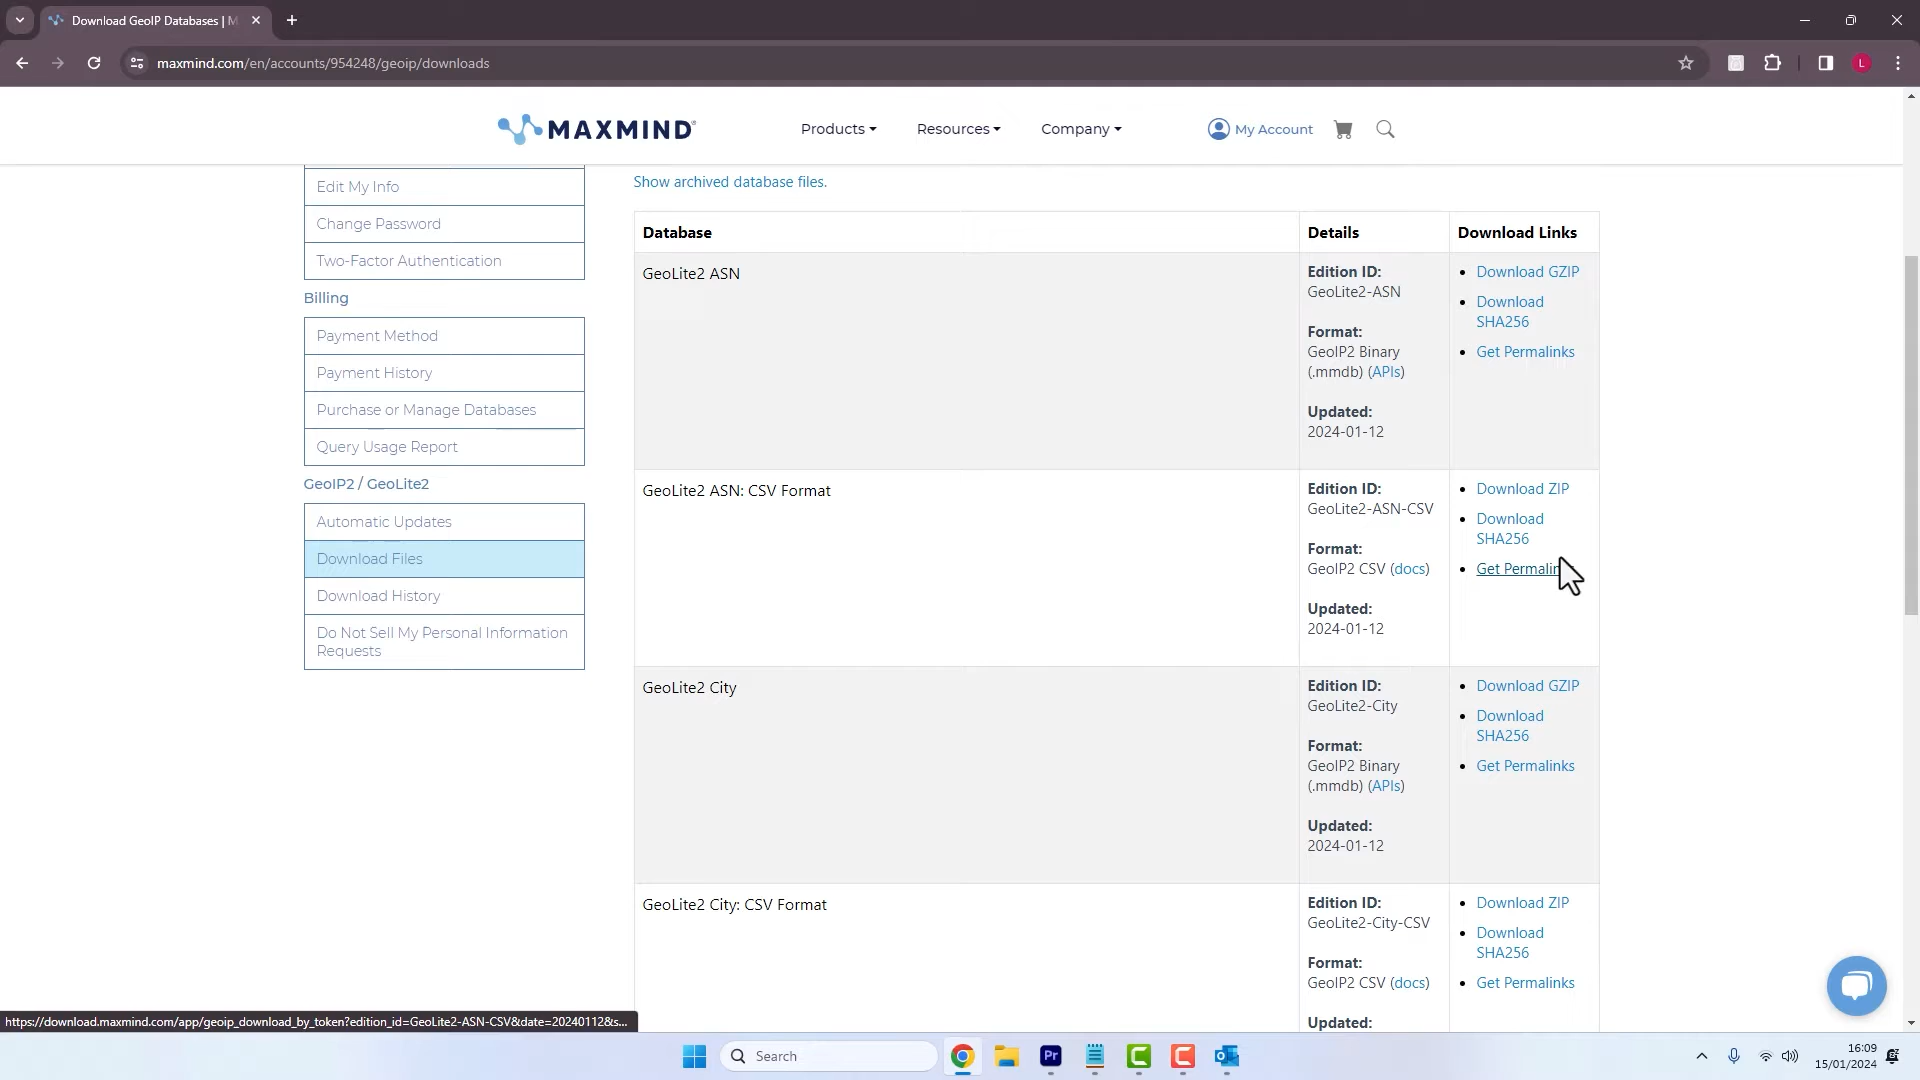 Download GeoIP Databases | M
maxmind.com/en/accounts/954248/geoip/downloads
L
MAXMIND
Products
Resources
Company
My Account
Edit My Info
Change Password
Two-Factor Authentication
Billing
Payment Method
Payment History
Purchase or Manage Databases
Query Usage Report
GeoIP2 / GeoLite2
Automatic Updates
Download Files
Download History
Do Not Sell My Personal Information
Requests
Show archived database files.
Database
Details
Download Links
GeoLite2 ASN
Edition ID:
GeoLite2-ASN
Format:
GeoIP2 Binary
(.mmdb) (APIs)
Updated:
2024-01-12
Download GZIP
Download
SHA256
Get Permalinks
GeoLite2 ASN: CSV Format
Edition ID:
GeoLite2-ASN-CSV
Format:
GeoIP2 CSV (docs)
Updated:
2024-01-12
Download ZIP
Download
SHA256
Get Permalin
GeoLite2 City
Edition ID:
GeoLite2-City
Format:
GeoIP2 Binary
(.mmdb) (APIs)
Updated:
2024-01-12
Download GZIP
Download
SHA256
Get Permalinks
GeoLite2 City: CSV Format
Edition ID:
GeoLite2-City-CSV
Format:
GeoIP2 CSV (docs)
Updated:
Download ZIP
Download
SHA256
Get Permalinks
https://download.maxmind.com/app/geoip_download_by_token?edition_id=GeoLite2-ASN-CSV&date=20240112&s...
Search
Pr
16:09
15/01/2024